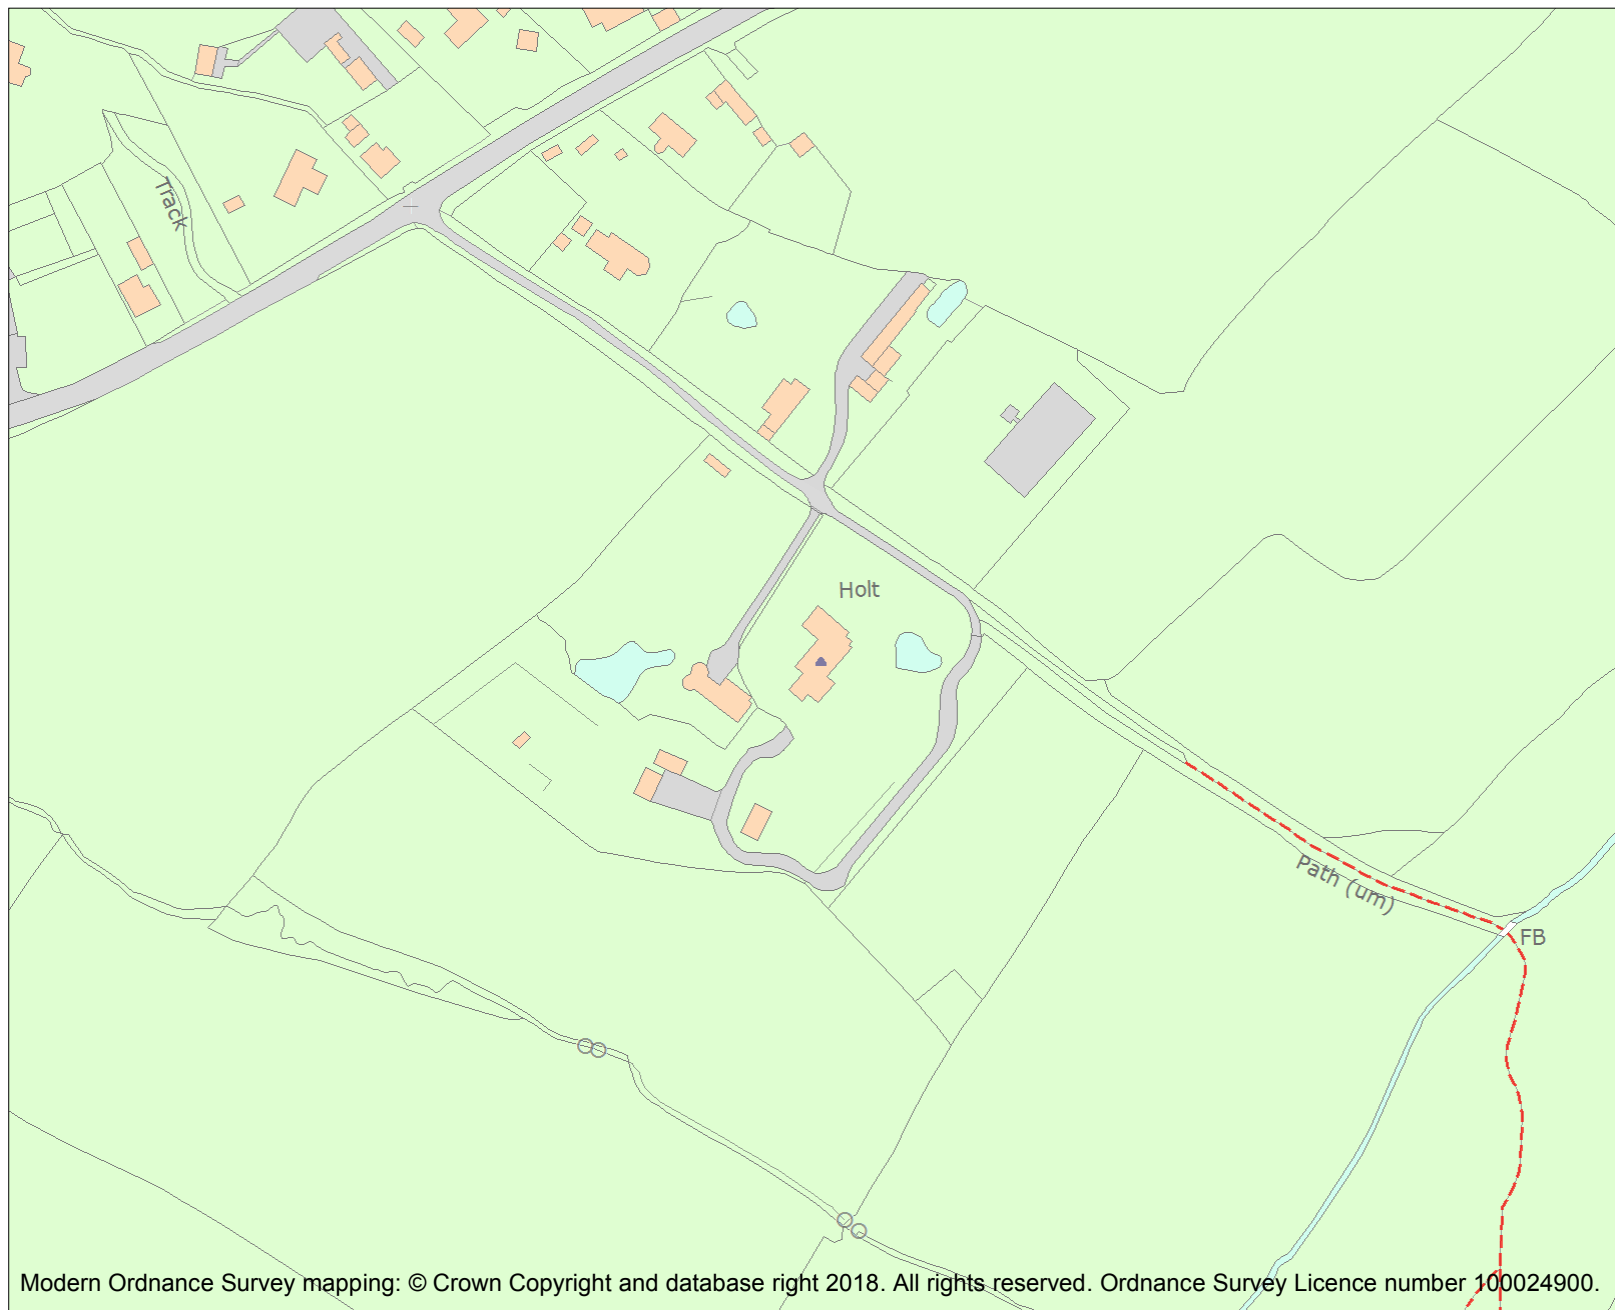 Track
Holt
Path (um)
FB
Modern Ordnance Survey mapping: © Crown Copyright and database right 2018. All rights reserved. Ordnance Survey Licence number 100024900.